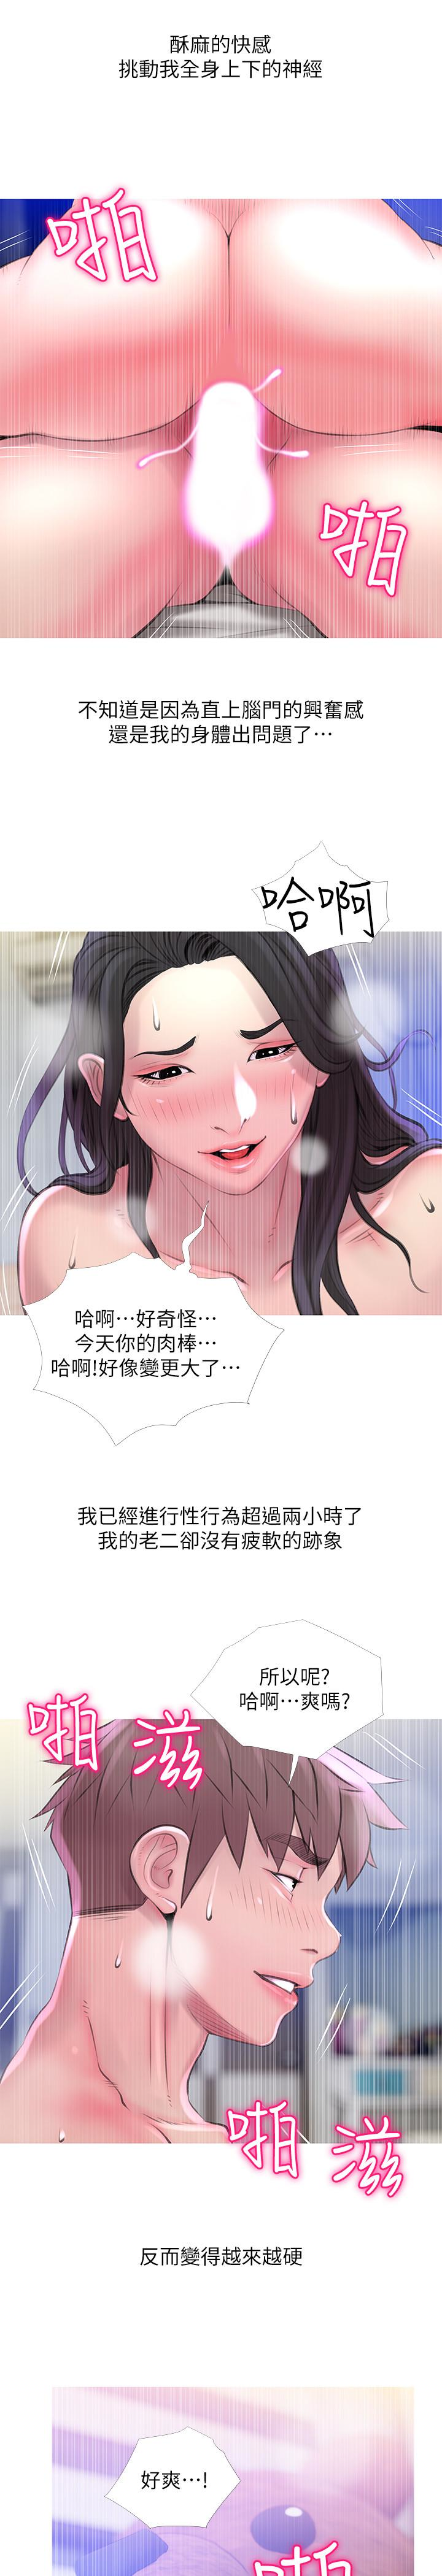 酥麻的快感
挑動我全身上下的神經
啪
啪
不知道是因為直上腦門的興奮感
還是我的身體出問題了…
哈啊
哈啊…好奇怪…
今天你的肉棒…
哈啊!好像變更大了…
我已經進行性行為超過兩小時了
我的老二卻沒有疲軟的跡象
所以呢?
哈啊…爽嗎?
啪 滋
啪 滋
反而變得越來越硬
好爽…!
啪